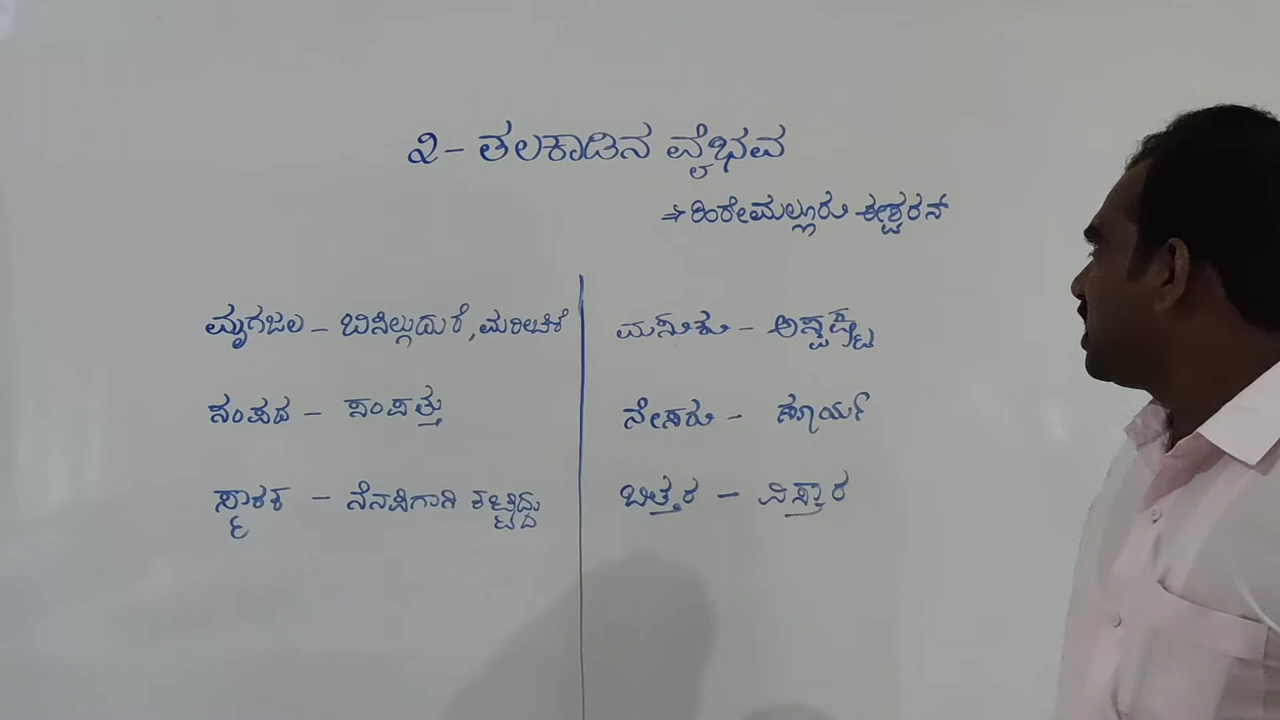 ೨ - ತಲಕಾಡಿನ ವೈಭವ
→ ಹಿರೇಮಲ್ಲೂರು ಈಶ್ವರನ್
ಮೃಗಜಲ - ಬಿಸಿಲ್ಗುದುರೆ, ಮರೀಚಿಕೆ
ಸಂಪದ - ಸಂಪತ್ತು
ಸ್ಮಾರಕ - ನೆನಪಿಗಾಗಿ ಕಟ್ಟಿದ್ದು
ಮಸುಕು - ಅಸ್ಪಷ್ಟ
ನೇಸರು - ಸೂರ್ಯ
ಬಿತ್ತರ - ವಿಸ್ತಾರ